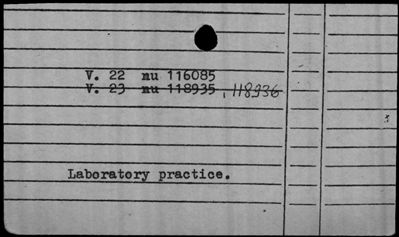 V. 22 mu 116085
V. 23 mu 118935, 118936
Laboratory practice.